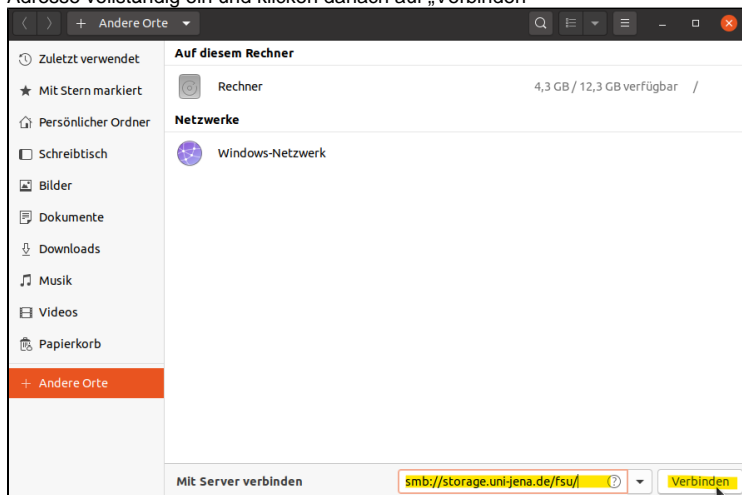 Adresse vollständig ein und klicken danach auf „Verbinden“
+ Andere Orte
Auf diesem Rechner
Zuletzt verwendet
Rechner 4,3 GB / 12,3 GB verfügbar /
Mit Stern markiert
Netzwerke
Persönlicher Ordner
Windows-Netzwerk
Schreibtisch
Bilder
Dokumente
Downloads
Musik
Videos
Papierkorb
+ Andere Orte
Mit Server verbinden smb://storage.uni-jena.de/fsu/ ? Verbinden